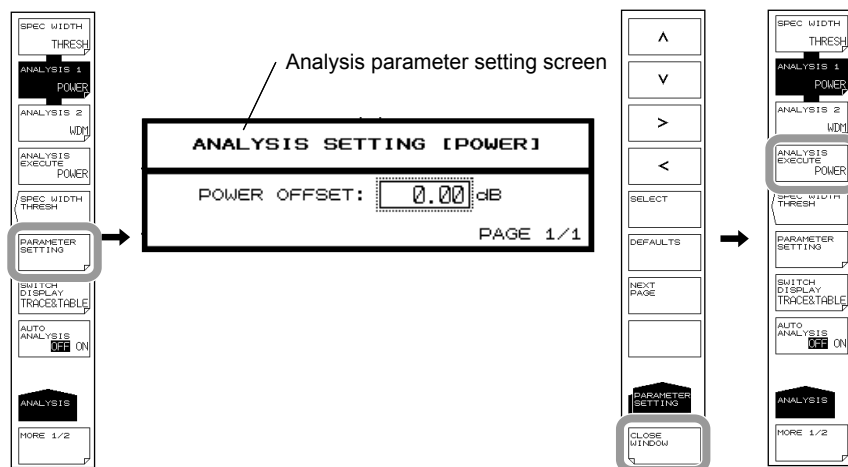 SPEC WIDTH
THRESH
ANALYSIS 1
POWER
ANALYSIS 2
WDM
ANALYSIS
EXECUTE
POWER
SPEC WIDTH
THRESH
PARAMETER
SETTING
SWITCH
DISPLAY
TRACE&TABLE
AUTO
ANALYSIS
OFF ON
ANALYSIS
MORE 1/2
Analysis parameter setting screen
ANALYSIS SETTING [POWER]
POWER OFFSET: 0.00 dB
PAGE 1/1
∧
∨
>
<
SELECT
DEFAULTS
NEXT
PAGE
PARAMETER
SETTING
CLOSE
WINDOW
SPEC WIDTH
THRESH
ANALYSIS 1
POWER
ANALYSIS 2
WDM
ANALYSIS
EXECUTE
POWER
SPEC WIDTH
THRESH
PARAMETER
SETTING
SWITCH
DISPLAY
TRACE&TABLE
AUTO
ANALYSIS
OFF ON
ANALYSIS
MORE 1/2